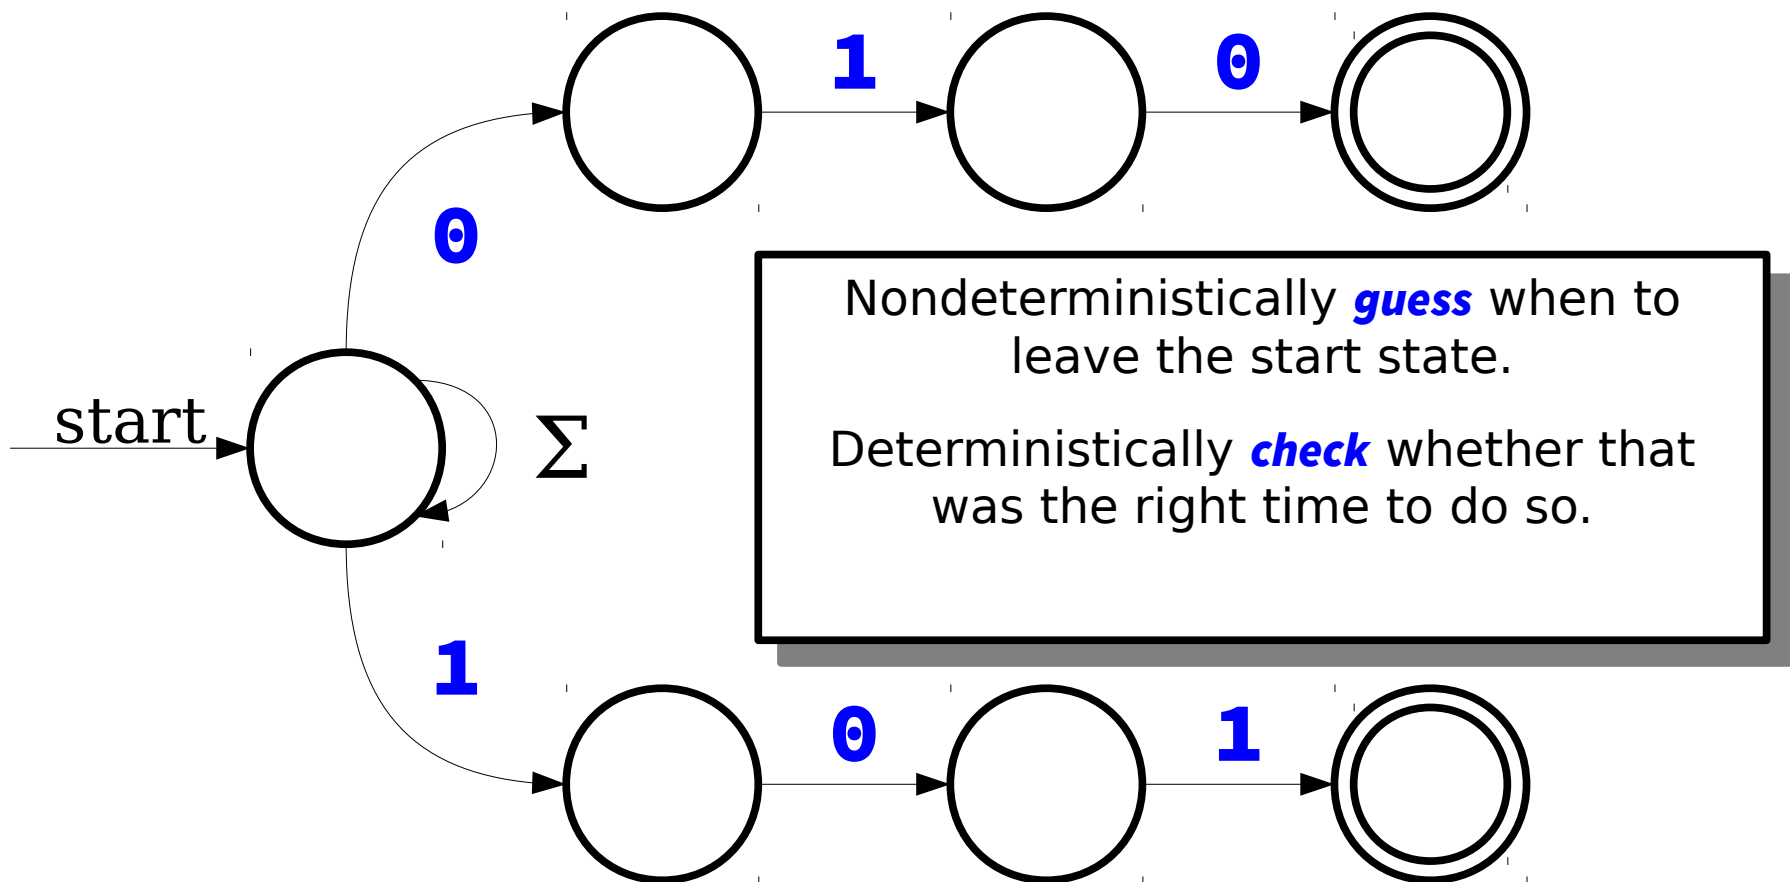 1
0
0
Nondeterministically guess when to
leave the start state.
start
Σ
Deterministically check whether that
was the right time to do so.
1
0
1